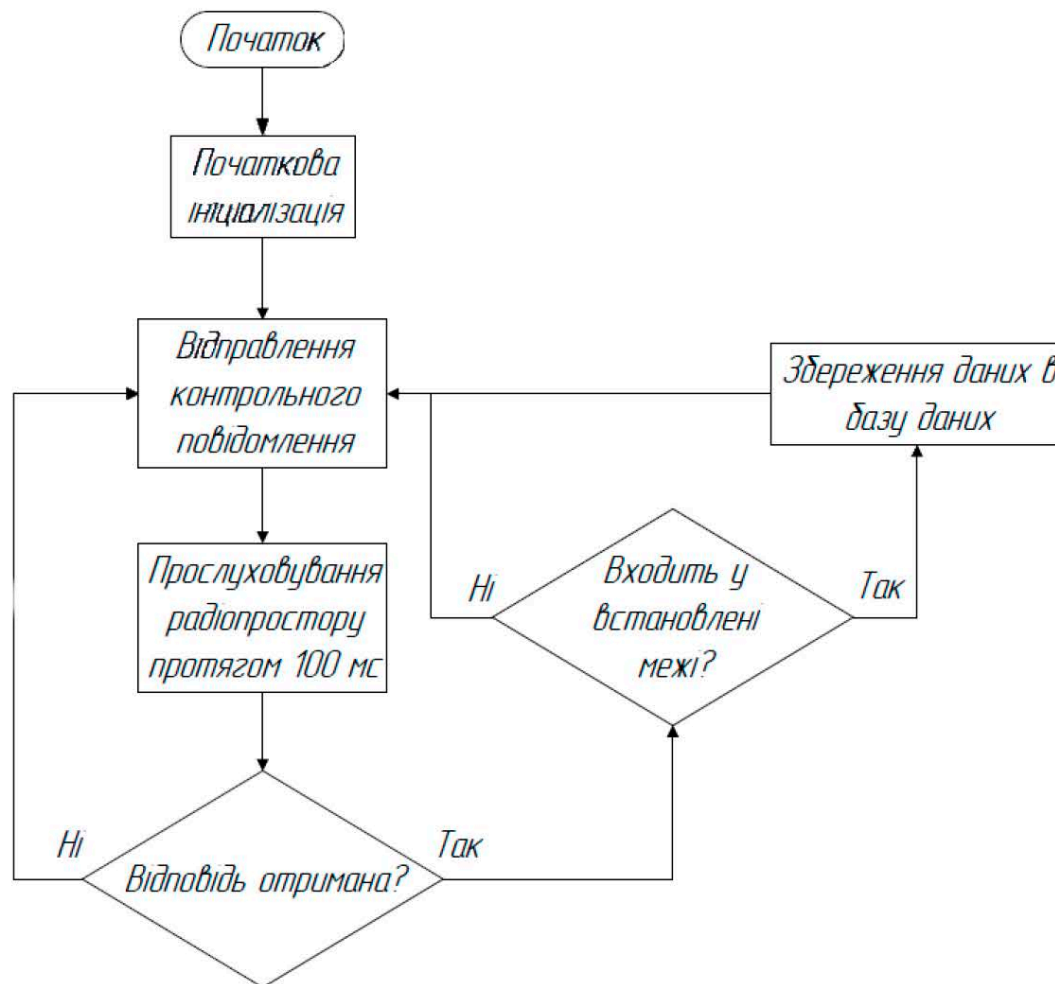 Початок
Початкова
ініціалізація
Відправлення
контрольного
повідомлення
Збереження даних в
базу даних
Прослуховування
радіопростору
протягом 100 мс
Ні
Входить у
встановлені
межі?
Так
Ні
Відповідь отримана?
Так